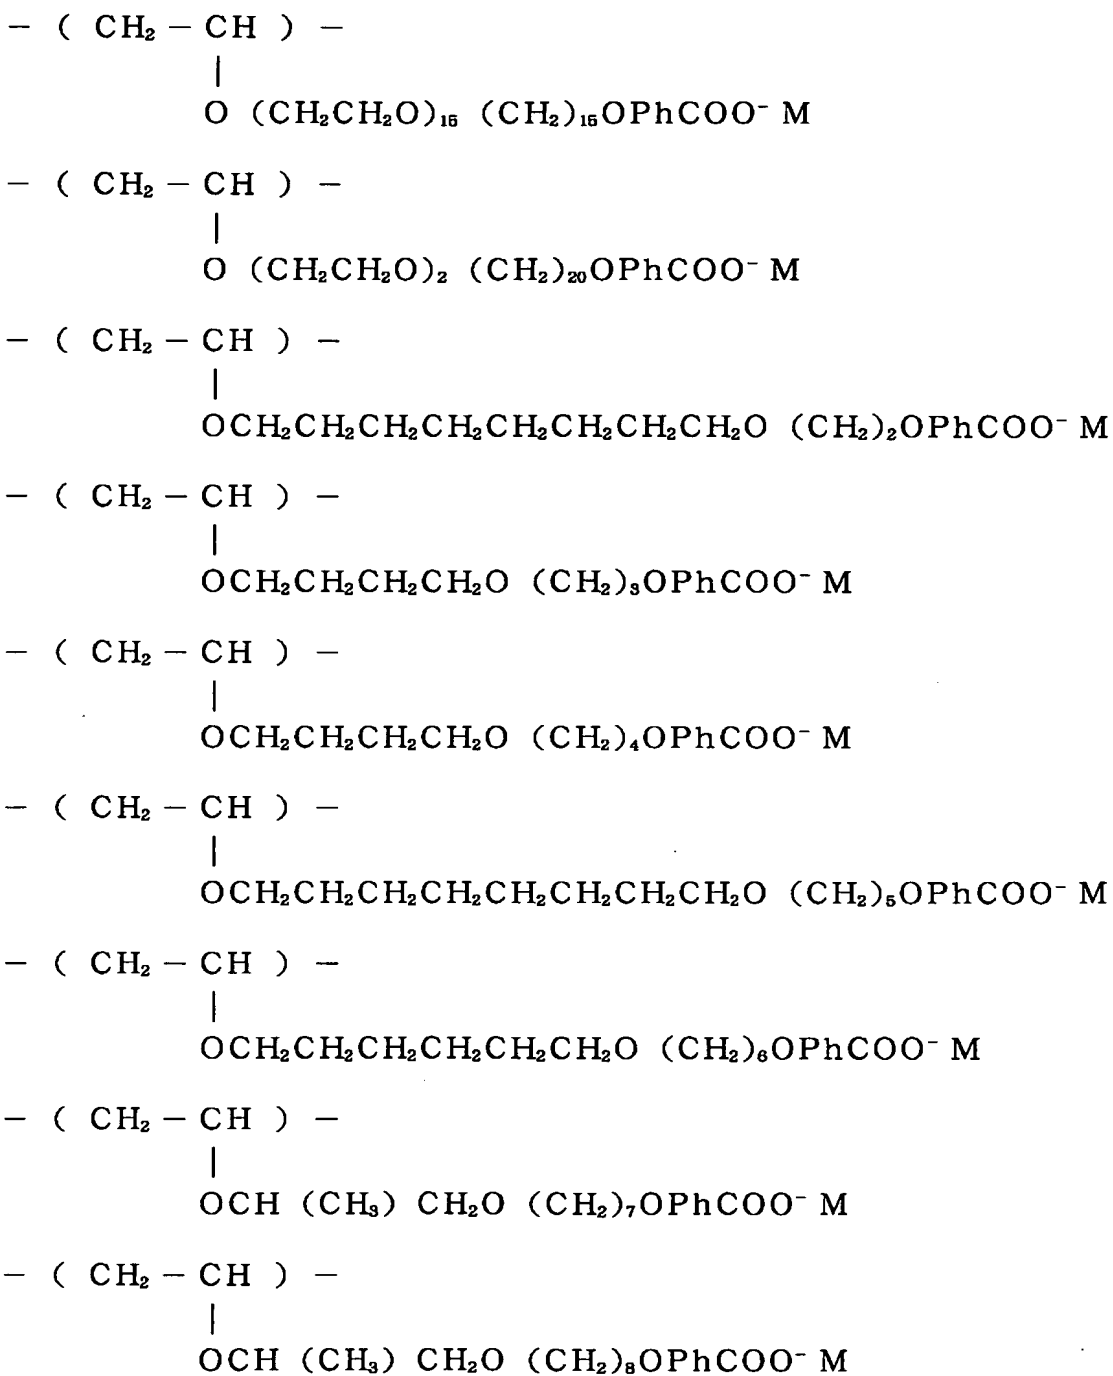 — ( CH₂ — CH ) —
|
O (CH₂CH₂O)₁₅ (CH₂)₁₅OPhCOO⁻ M
— ( CH₂ — CH ) —
|
O (CH₂CH₂O)₂ (CH₂)₂₀OPhCOO⁻ M
— ( CH₂ — CH ) —
|
OCH₂CH₂CH₂CH₂CH₂CH₂CH₂CH₂O (CH₂)₂OPhCOO⁻ M
— ( CH₂ — CH ) —
|
OCH₂CH₂CH₂CH₂O (CH₂)₃OPhCOO⁻ M
— ( CH₂ — CH ) —
|
OCH₂CH₂CH₂CH₂O (CH₂)₄OPhCOO⁻ M
— ( CH₂ — CH ) —
|
OCH₂CH₂CH₂CH₂CH₂CH₂CH₂CH₂O (CH₂)₅OPhCOO⁻ M
— ( CH₂ — CH ) —
|
OCH₂CH₂CH₂CH₂CH₂CH₂O (CH₂)₆OPhCOO⁻ M
— ( CH₂ — CH ) —
|
OCH (CH₃) CH₂O (CH₂)₇OPhCOO⁻ M
— ( CH₂ — CH ) —
|
OCH (CH₃) CH₂O (CH₂)₈OPhCOO⁻ M